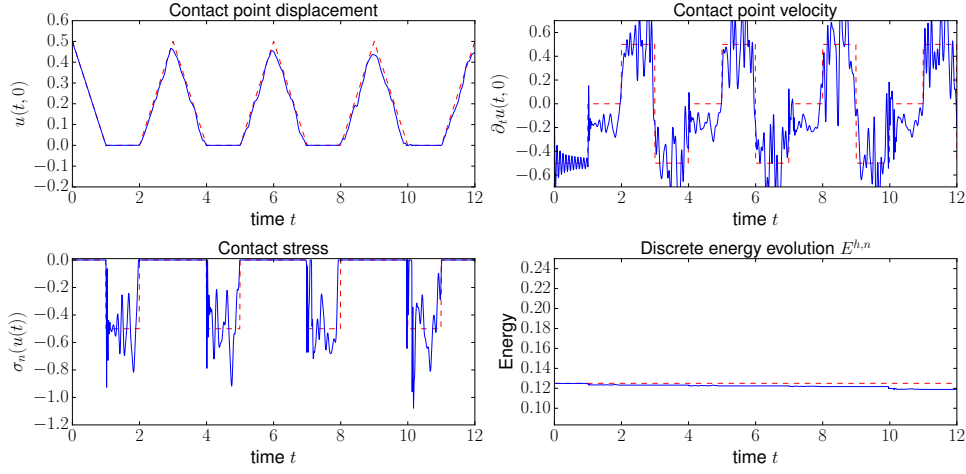 Contact point displacement
0.6
0.5
0.4
0.3
0.2
0.1
0.0
−0.1
−0.2
u(t, 0)
0 2 4 6 8 10 12
time t
Contact point velocity
0.6
0.4
0.2
0.0
−0.2
−0.4
−0.6
∂ₜu(t, 0)
0 2 4 6 8 10 12
time t
Contact stress
0.0
−0.2
−0.4
−0.6
−0.8
−1.0
−1.2
σₙ(u(t))
0 2 4 6 8 10 12
time t
Discrete energy evolution Eʰ,ⁿ
0.24
0.22
0.20
0.18
0.16
0.14
0.12
0.10
Energy
0 2 4 6 8 10 12
time t